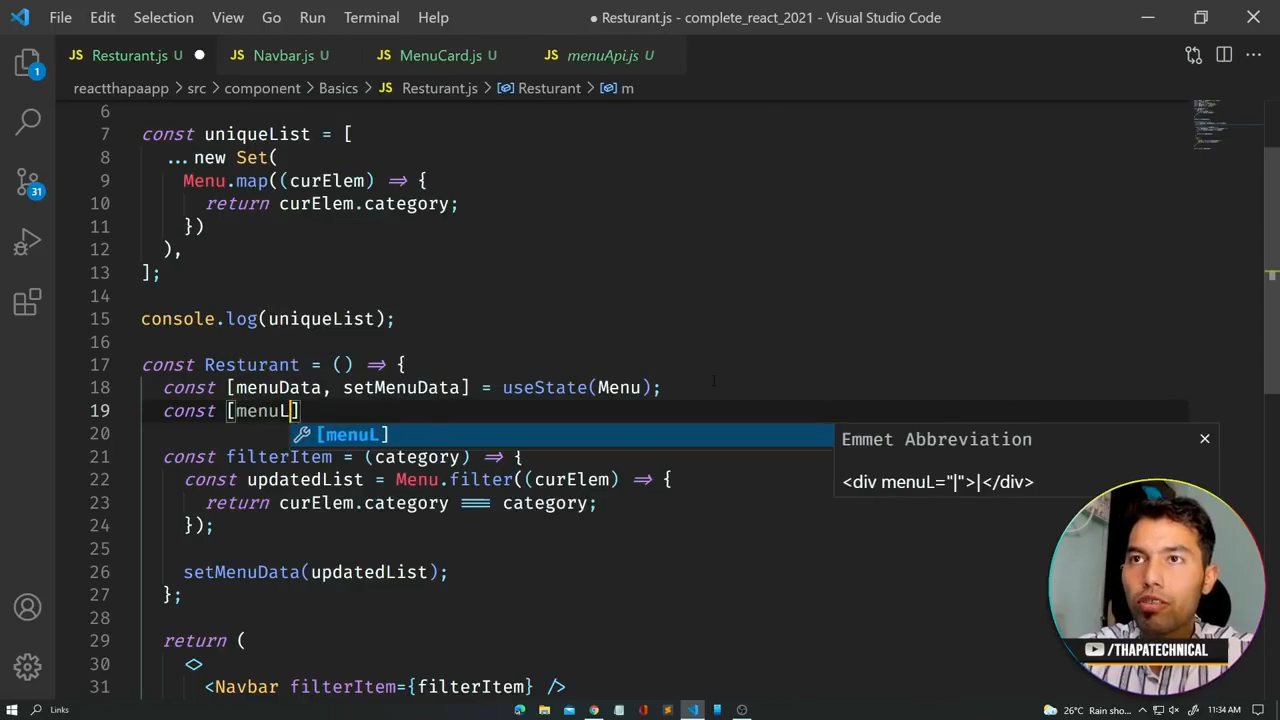 File Edit Selection View Go Run Terminal Help
● Resturant.js - complete_react_2021 - Visual Studio Code
JS Resturant.js U ● JS Navbar.js U JS MenuCard.js U JS menuApi.js U
reactthapaapp > src > component > Basics > JS Resturant.js > Resturant > m
1
31
6
7 const uniqueList = [
8 ...new Set(
9 Menu.map((curElem) => {
10 return curElem.category;
11 })
12 ),
13 ];
14
15 console.log(uniqueList);
16
17 const Resturant = () => {
18 const [menuData, setMenuData] = useState(Menu);
19 const [menuL]
[menuL]
Emmet Abbreviation
<div menuL="|">|</div>
20
21 const filterItem = (category) => {
22 const updatedList = Menu.filter((curElem) => {
23 return curElem.category === category;
24 });
25
26 setMenuData(updatedList);
27 };
28
29 return (
30 <>
31 <Navbar filterItem={filterItem} />
/THAPATECHNICAL
Links
26°C Rain sho... 11:34 AM